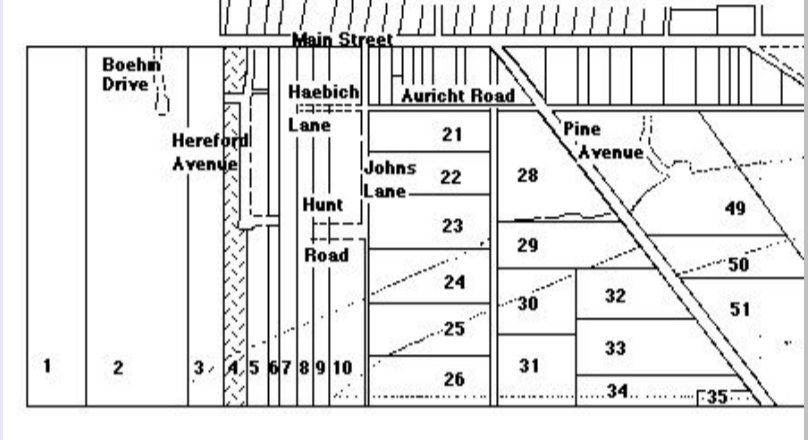 Main Street
Boehm
Drive
Haebich
Auricht Road
Lane
Pine
Avenue
Hereford
Avenue
21
Johns
Lane
22
28
Hunt
23
49
29
Road
50
24
30
32
51
25
33
1
2
3
4
5
6
7
8
9
10
31
26
34
35